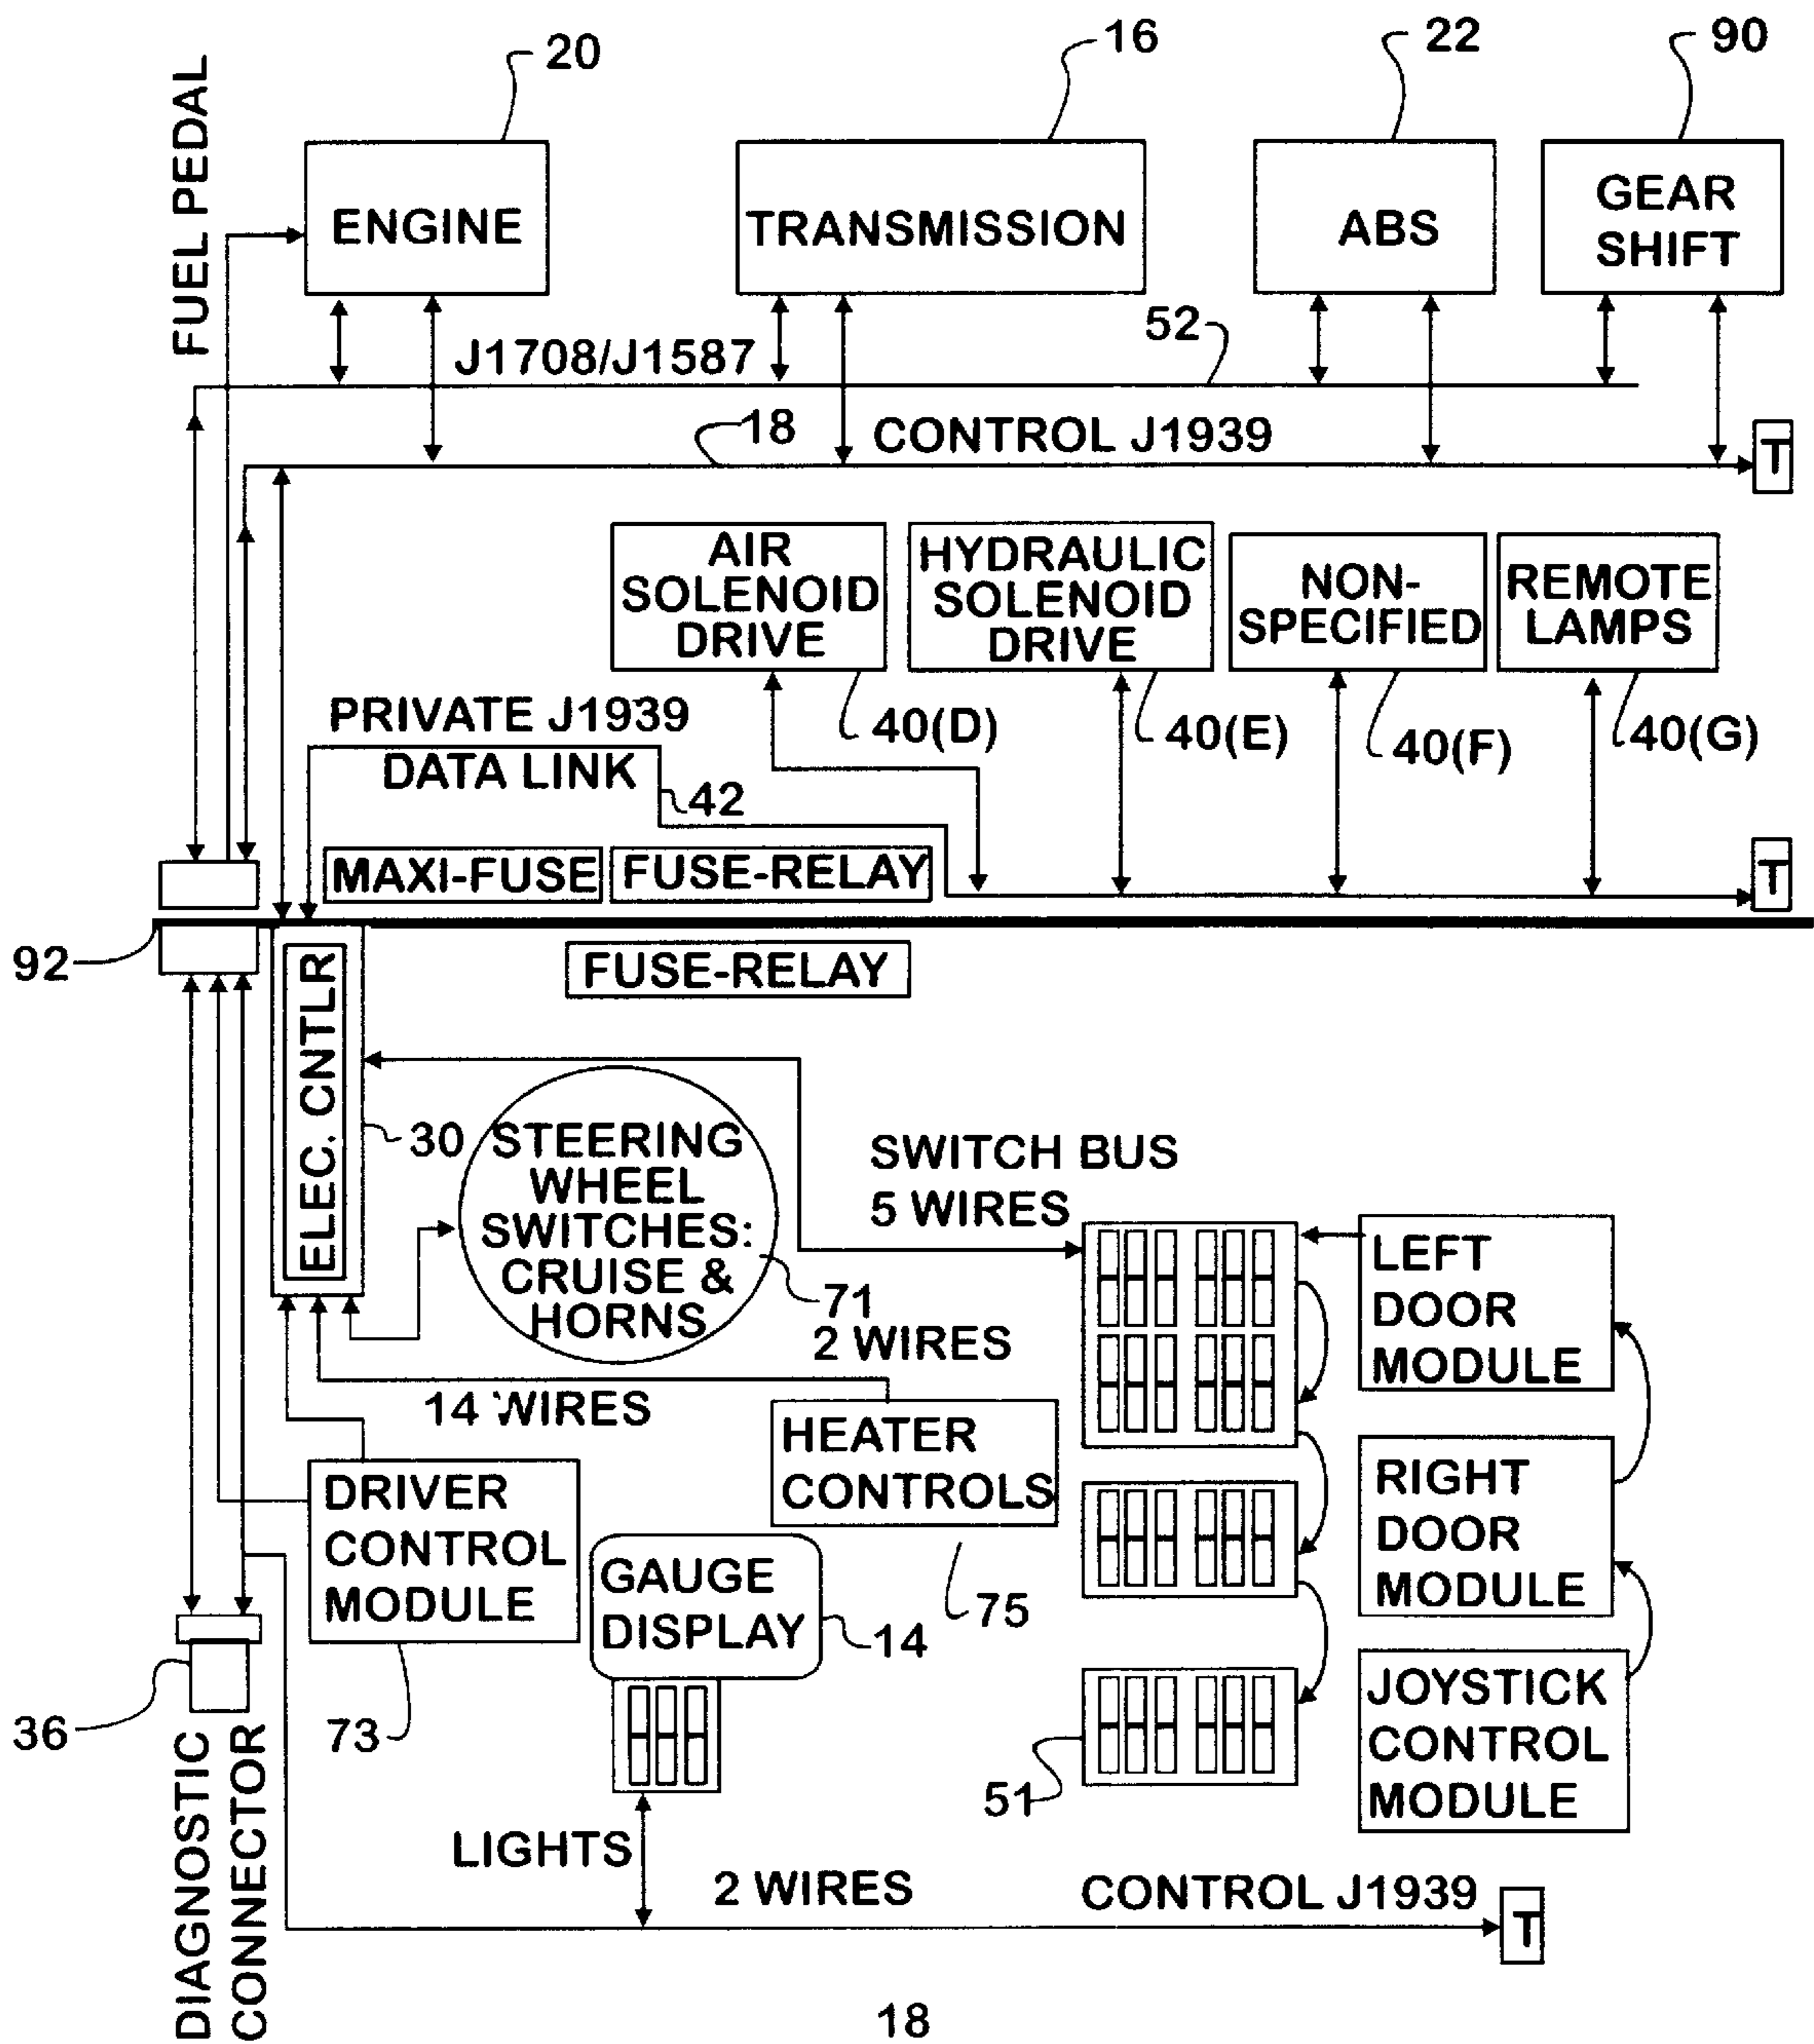 FUEL PEDAL
20
16
22
90
ENGINE
TRANSMISSION
ABS
GEAR
SHIFT
52
J1708/J1587
18
CONTROL J1939
T
AIR
SOLENOID
DRIVE
HYDRAULIC
SOLENOID
DRIVE
NON-
SPECIFIED
REMOTE
LAMPS
40(D)
40(E)
40(F)
40(G)
PRIVATE J1939
DATA LINK
42
MAXI-FUSE
FUSE-RELAY
T
92
FUSE-RELAY
ELEC. CNTLR
30
STEERING
WHEEL
SWITCHES:
CRUISE &
HORNS
71
2 WIRES
SWITCH BUS
5 WIRES
LEFT
DOOR
MODULE
14 WIRES
HEATER
CONTROLS
75
RIGHT
DOOR
MODULE
DRIVER
CONTROL
MODULE
73
GAUGE
DISPLAY
14
JOYSTICK
CONTROL
MODULE
51
36
DIAGNOSTIC
CONNECTOR
LIGHTS
2 WIRES
CONTROL J1939
T
18